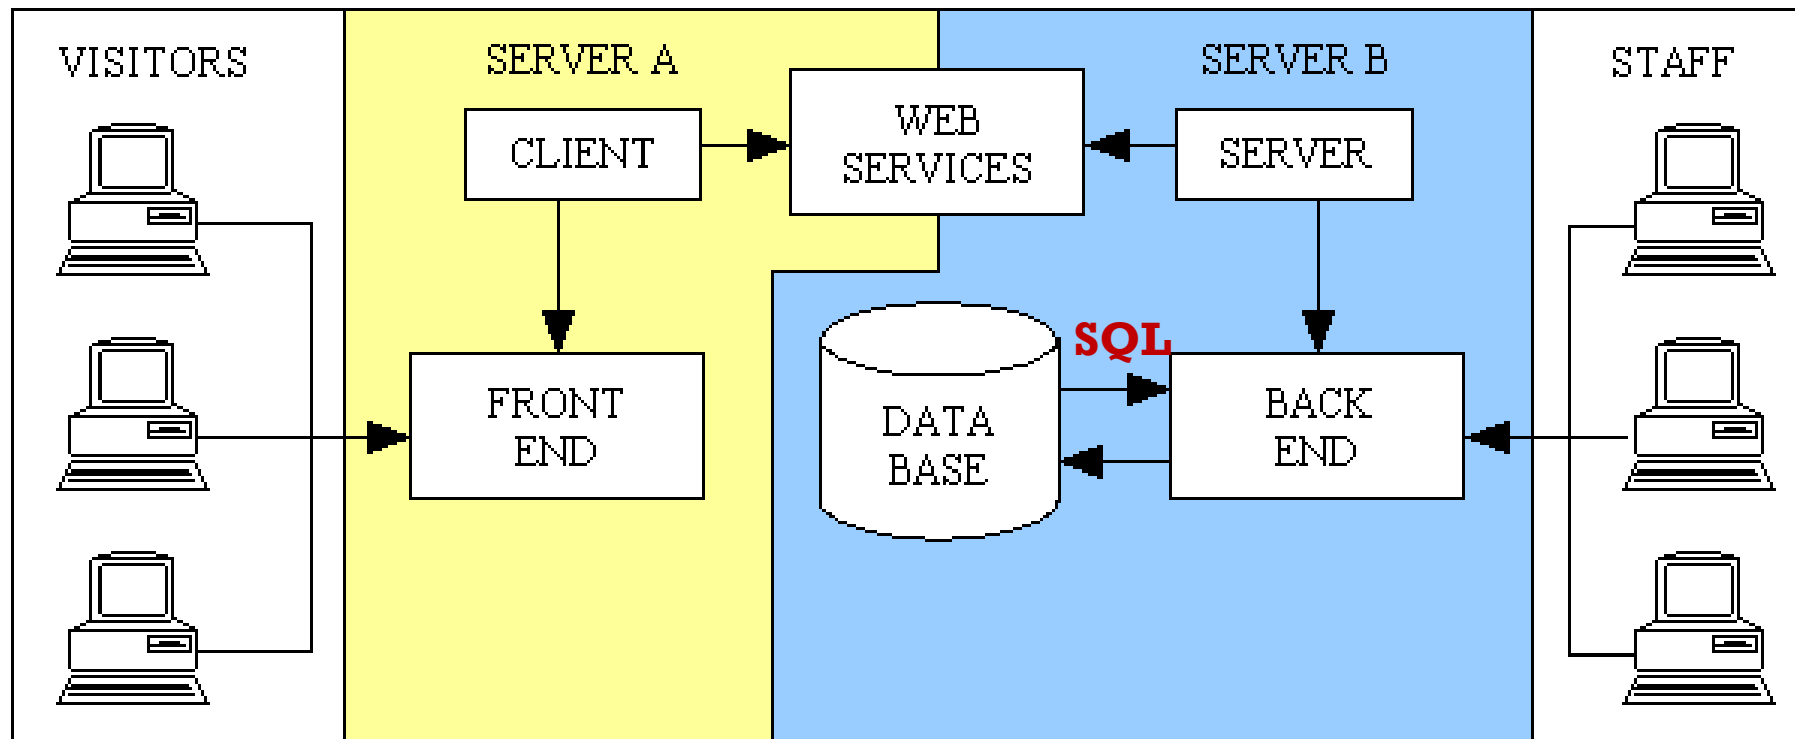 VISITORS
SERVER A
SERVER B
STAFF
CLIENT
WEB
SERVICES
SERVER
SQL
FRONT
END
DATA
BASE
BACK
END